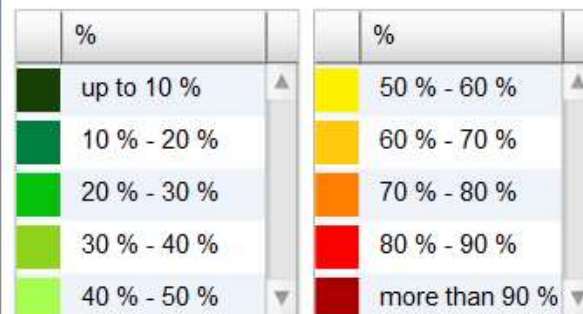 %
up to 10 %
10 % - 20 %
20 % - 30 %
30 % - 40 %
40 % - 50 %
%
50 % - 60 %
60 % - 70 %
70 % - 80 %
80 % - 90 %
more than 90 %